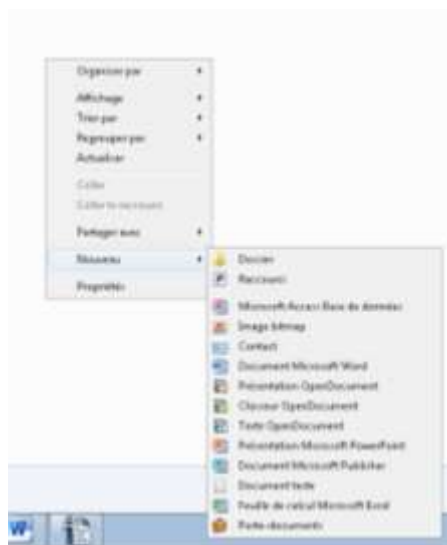 Organiser par
Affichage
Trier par
Regrouper par
Actualiser
Coller
Coller le raccourci
Partager avec
Nouveau
Propriétés
Dossier
Raccourci
Microsoft Access Base de données
Image bitmap
Contact
Document Microsoft Word
Présentation OpenDocument
Classeur OpenDocument
Texte OpenDocument
Présentation Microsoft PowerPoint
Document Microsoft Publisher
Document texte
Feuille de calcul Microsoft Excel
Porte-documents
W